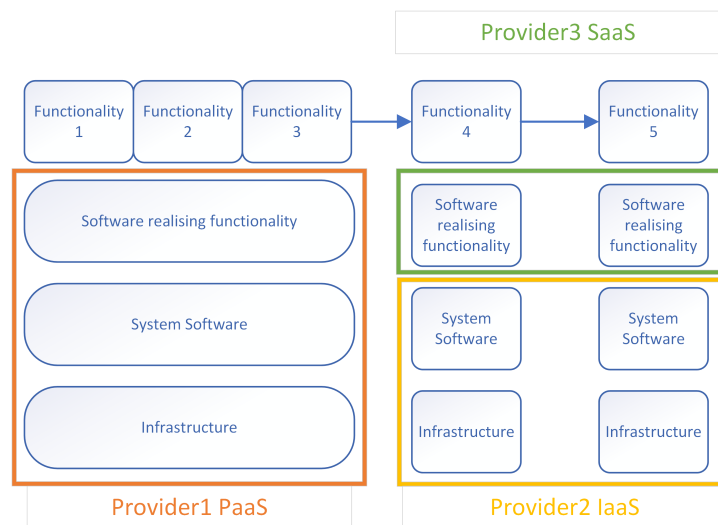 Provider3 SaaS
Functionality
1
Functionality
2
Functionality
3
Functionality
4
Functionality
5
Software realising functionality
Software
realising
functionality
Software
realising
functionality
System Software
System
Software
System
Software
Infrastructure
Infrastructure
Infrastructure
Provider1 PaaS
Provider2 IaaS